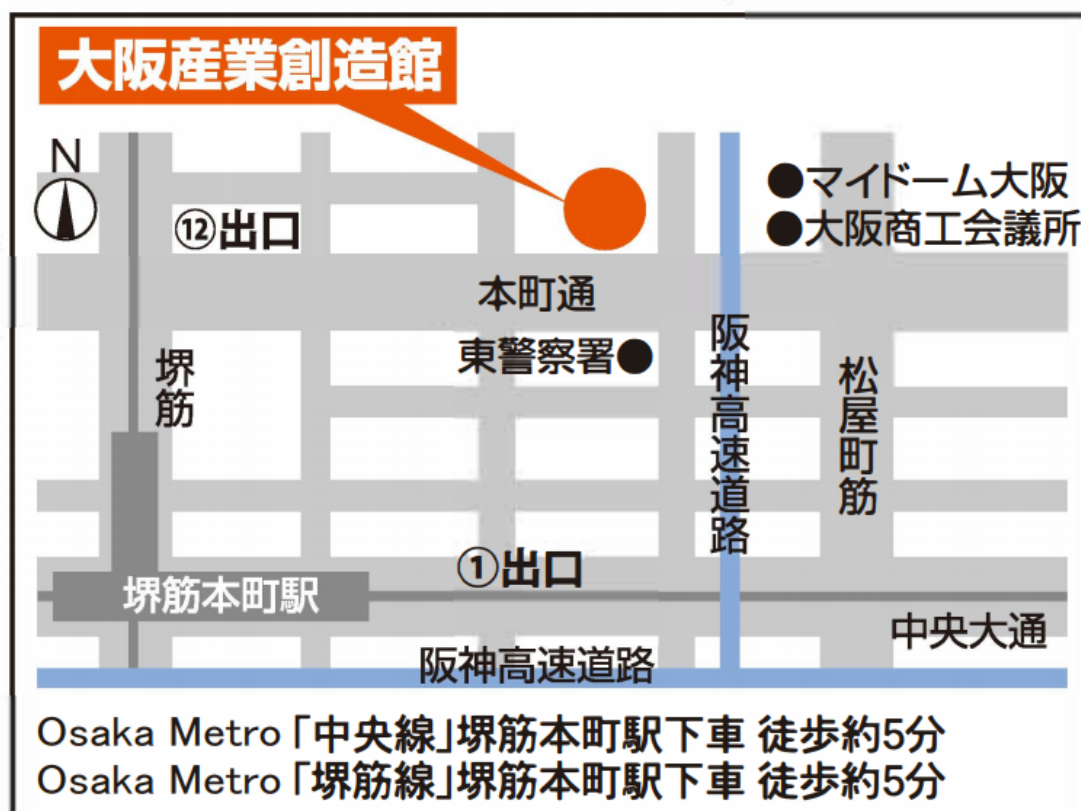 大阪産業創造館
N
⑫出口
●マイドーム大阪
●大阪商工会議所
本町通
東警察署●
堺筋
阪神高速道路
松屋町筋
①出口
堺筋本町駅
中央大通
阪神高速道路
Osaka Metro「中央線」堺筋本町駅下車 徒歩約5分
Osaka Metro「堺筋線」堺筋本町駅下車 徒歩約5分